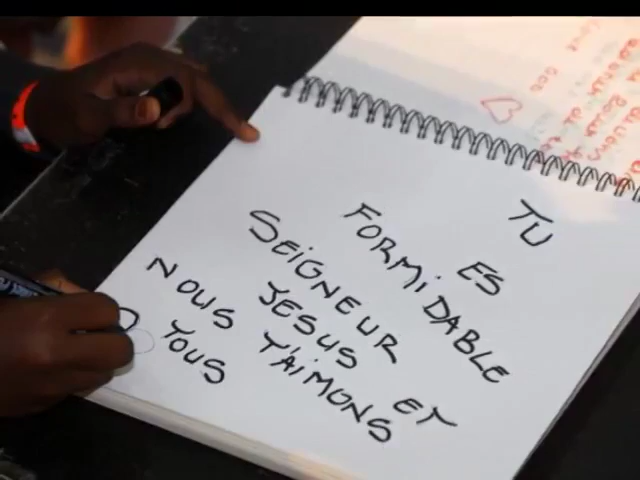 TU
ES
FORMIDABLE
SEIGNEUR
JESUS ET
NOUS T'AIMONS
TOUS